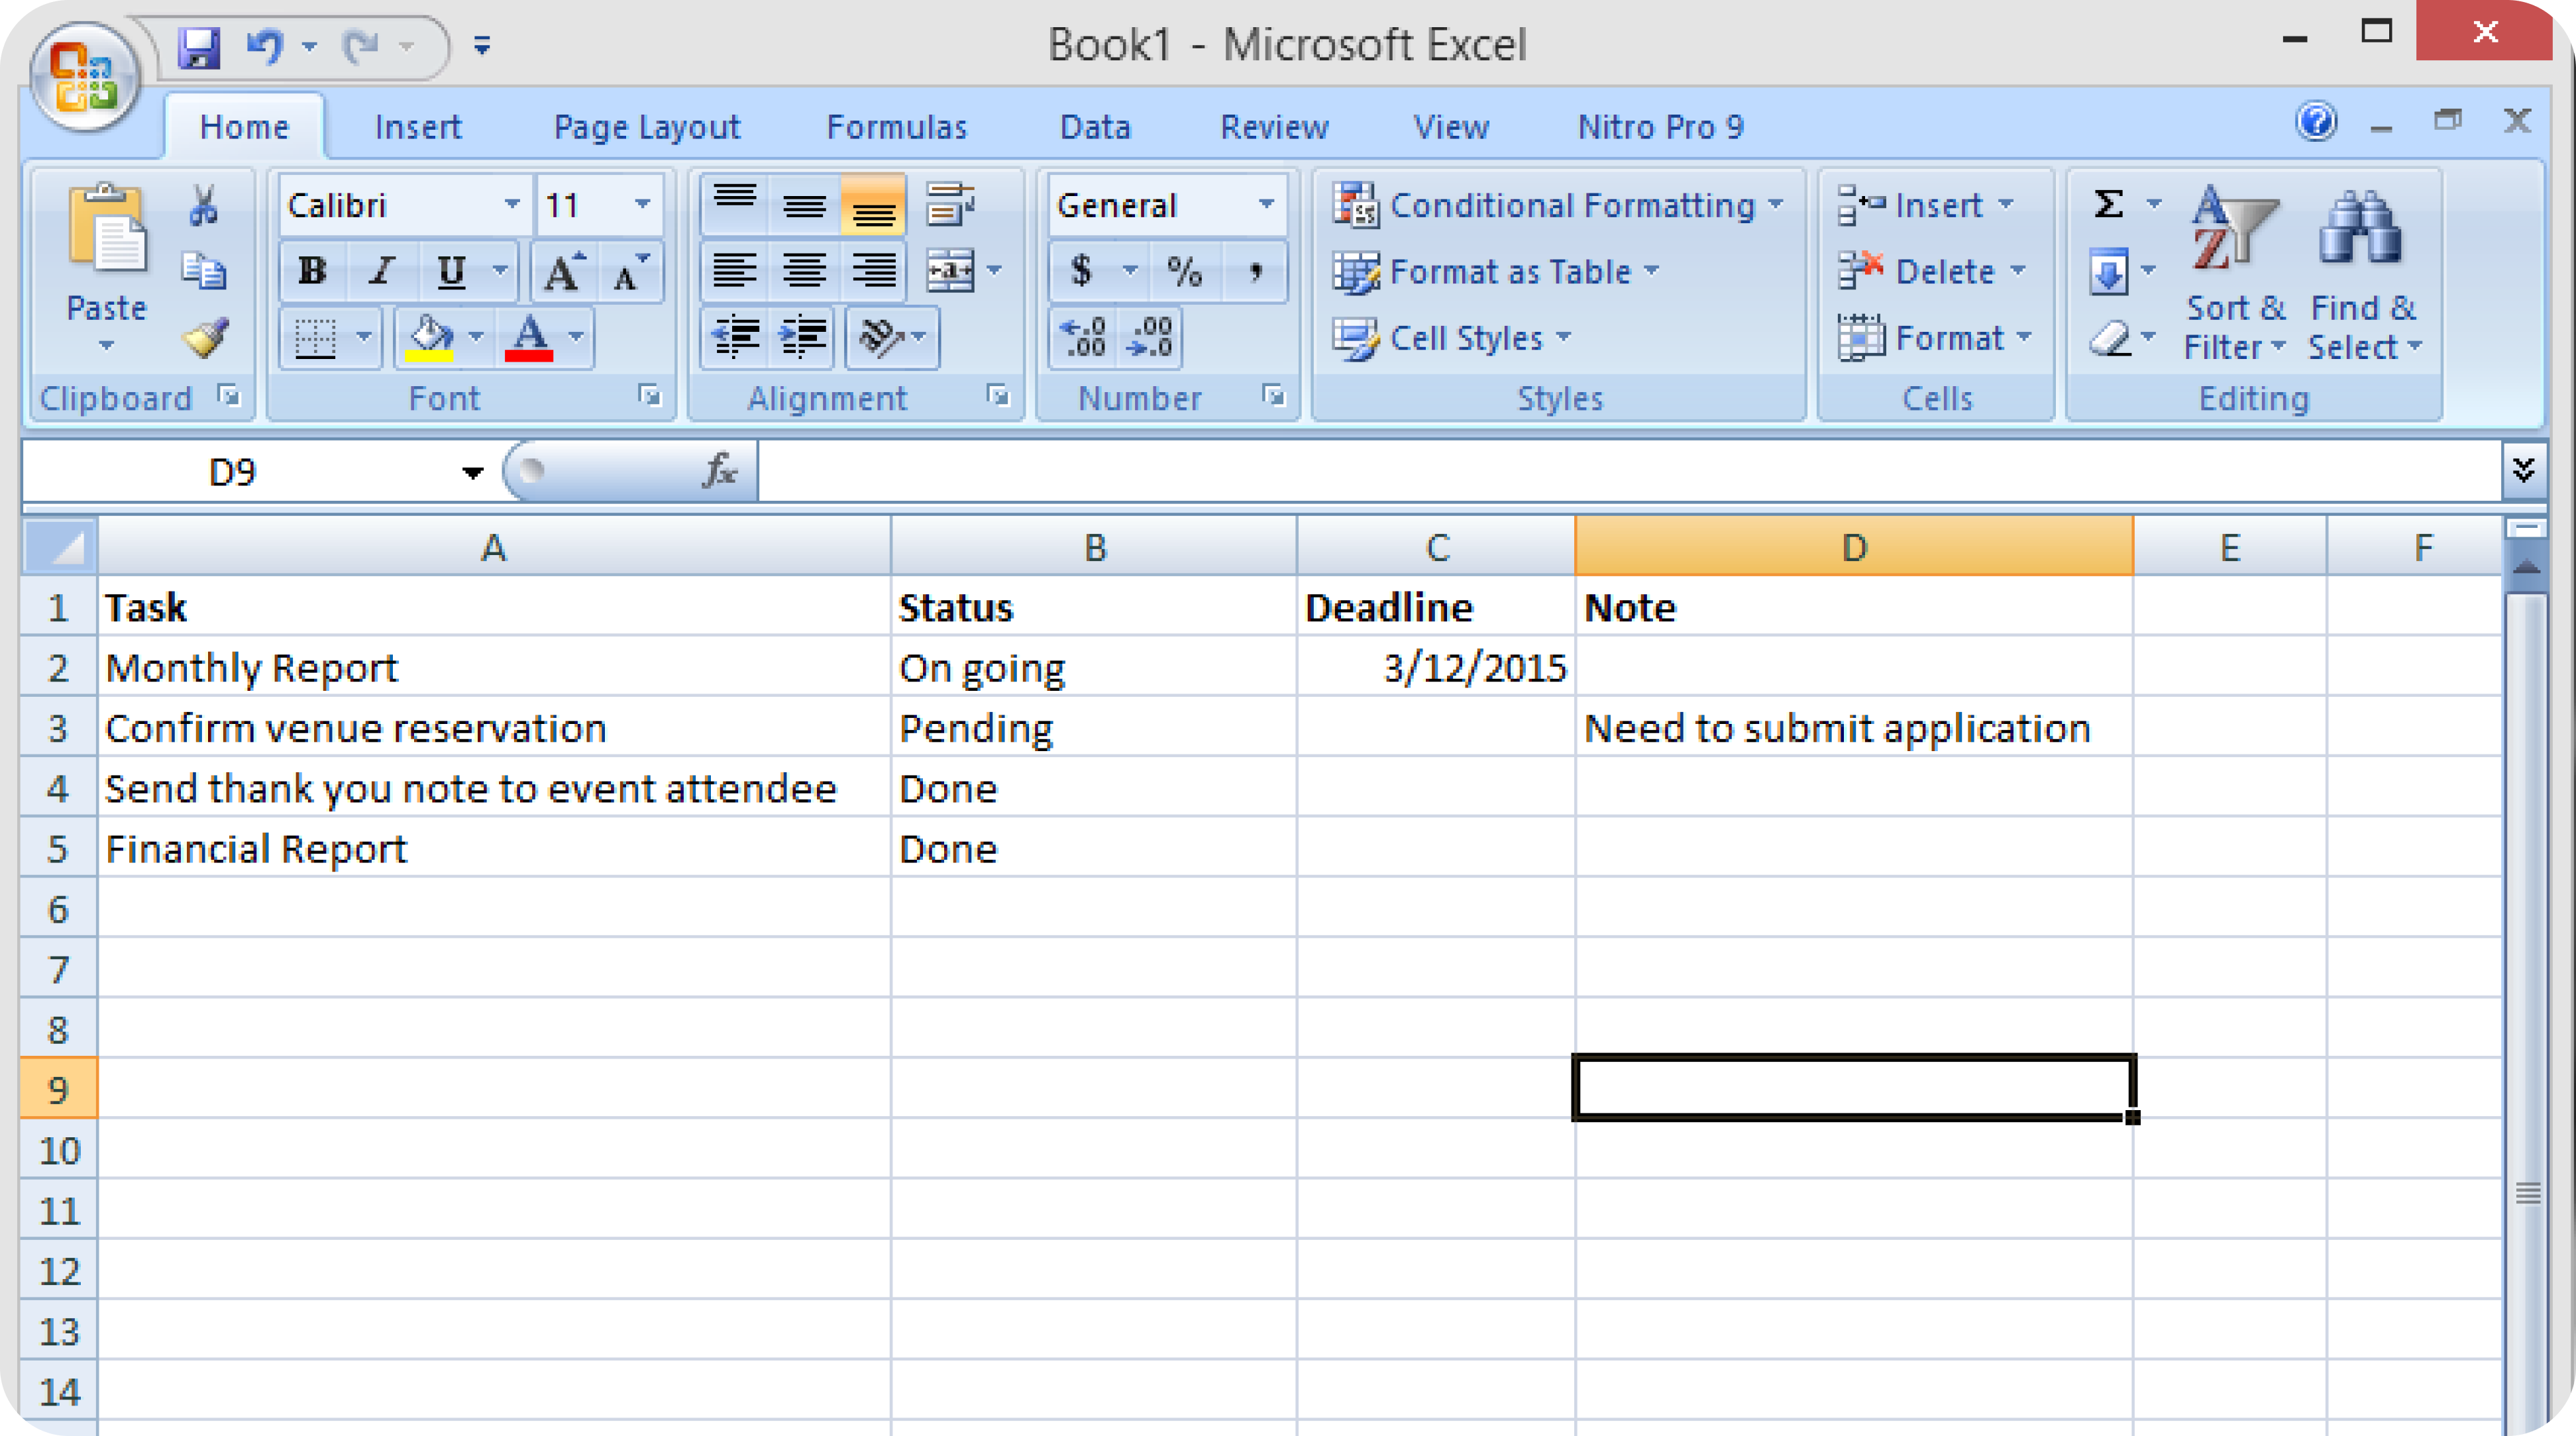 Book1 - Microsoft Excel
Home Insert Page Layout Formulas Data Review View Nitro Pro 9
Calibri 11 General Conditional Formatting Insert Σ
B I U A A $ % , Format as Table Delete
Paste Sort & Filter Find & Select
A .0 .00 .00 .0 Cell Styles Format
Clipboard Font Alignment Number Styles Cells Editing
D9 fx
A B C D E F
1 Task Status Deadline Note
2 Monthly Report On going 3/12/2015
3 Confirm venue reservation Pending Need to submit application
4 Send thank you note to event attendee Done
5 Financial Report Done
6
7
8
9
10
11
12
13
14